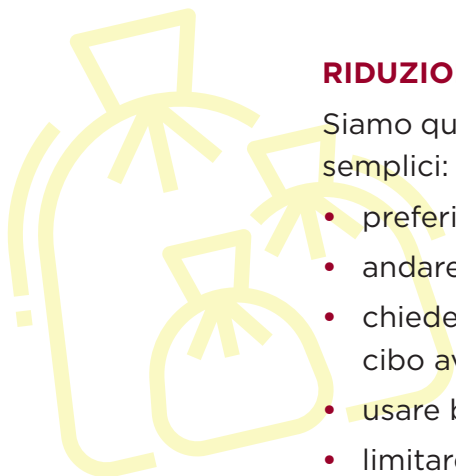 RIDUZIO
Siamo qu
semplici:
• preferi
• andare
• chiede
cibo av
• usare b
• limitare